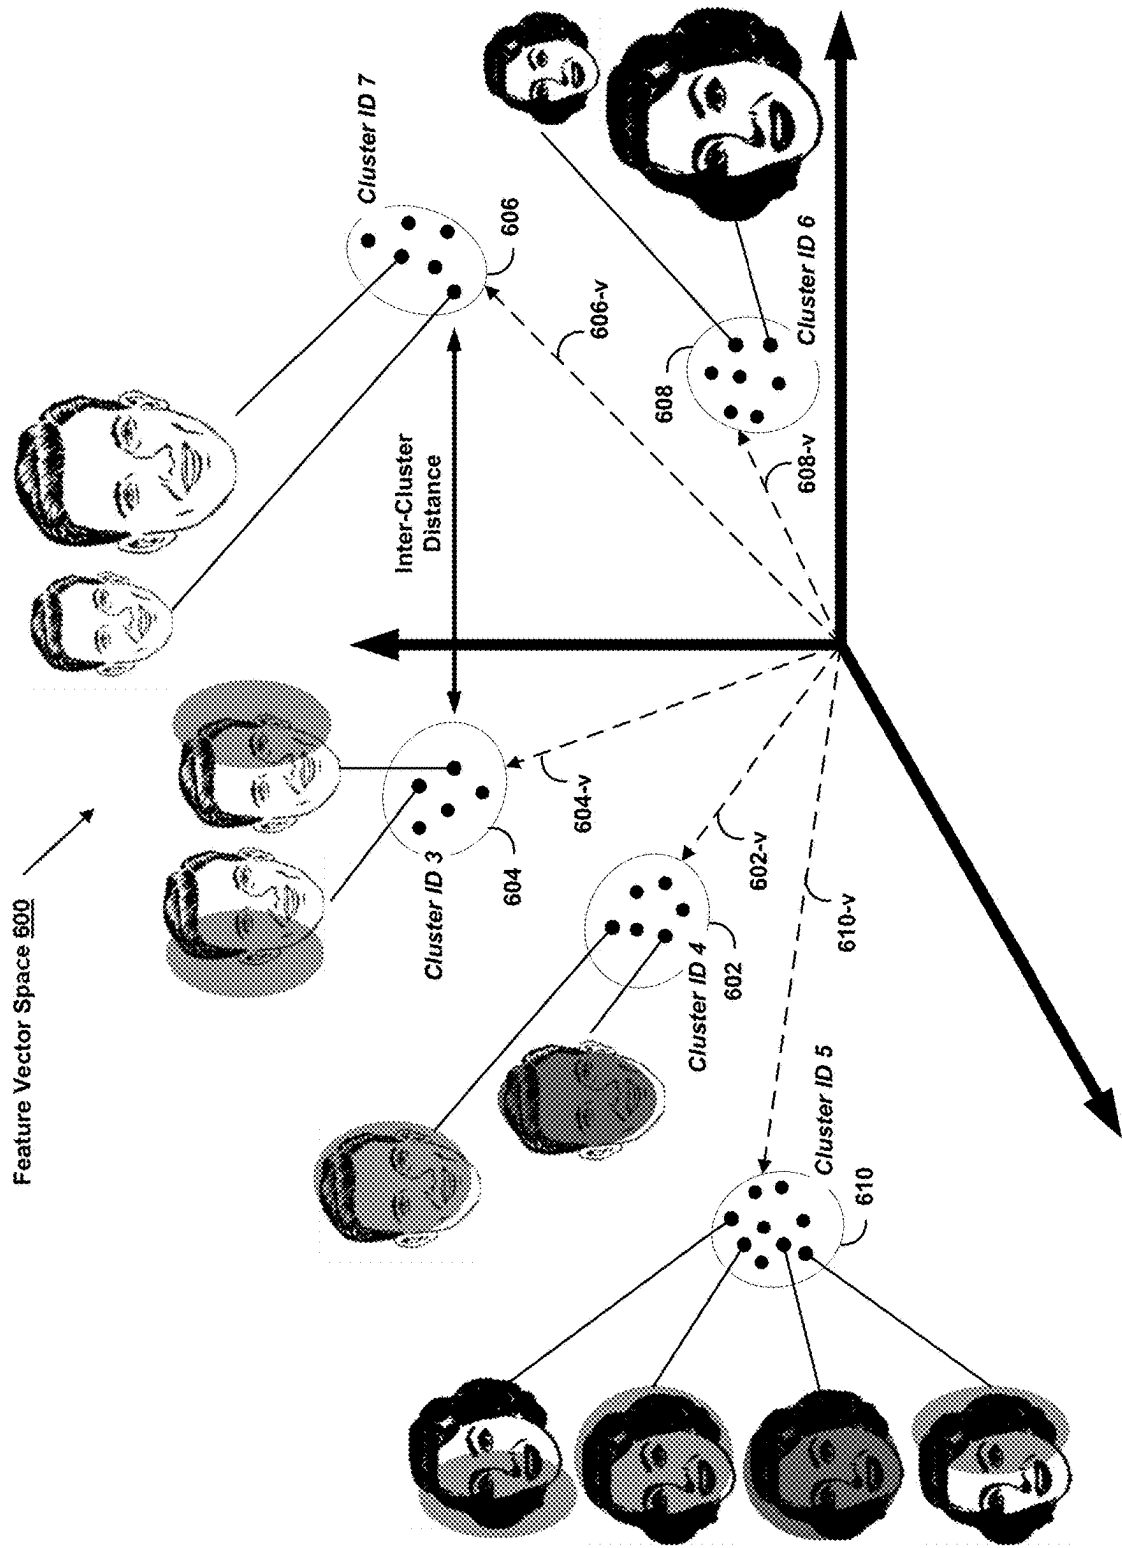 Feature Vector Space 600
Cluster ID 7
606
606-v
Inter-Cluster
Distance
Cluster ID 3
604
604-v
608
608-v
Cluster ID 6
602-v
Cluster ID 4
602
610-v
Cluster ID 5
610